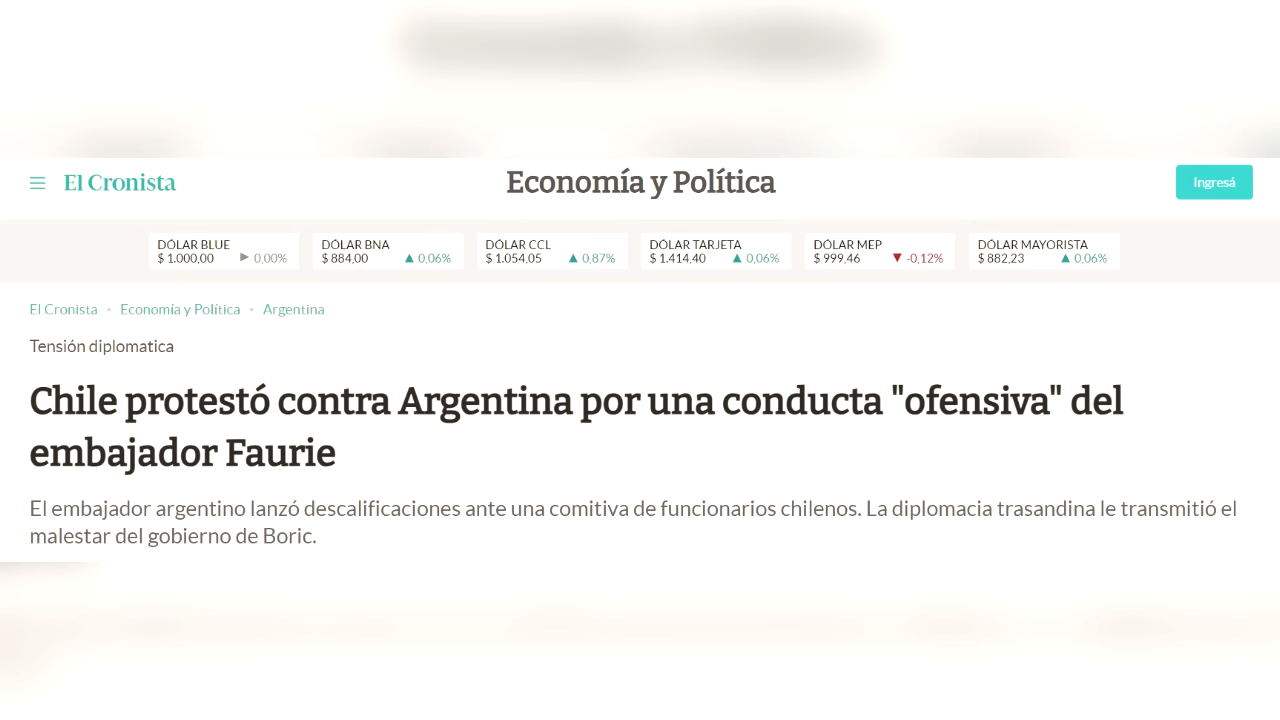 El Cronista
Economía y Política
Ingresá
DÓLAR BLUE
$ 1.000,00 0,00%
DÓLAR BNA
$ 884,00 0,06%
DÓLAR CCL
$ 1.054,05 0,87%
DÓLAR TARJETA
$ 1.414,40 0,06%
DÓLAR MEP
$ 999,46 -0,12%
DÓLAR MAYORISTA
$ 882,23 0,06%
El Cronista • Economía y Política • Argentina
Tensión diplomatica
Chile protestó contra Argentina por una conducta "ofensiva" del
embajador Faurie
El embajador argentino lanzó descalificaciones ante una comitiva de funcionarios chilenos. La diplomacia trasandina le transmitió el
malestar del gobierno de Boric.